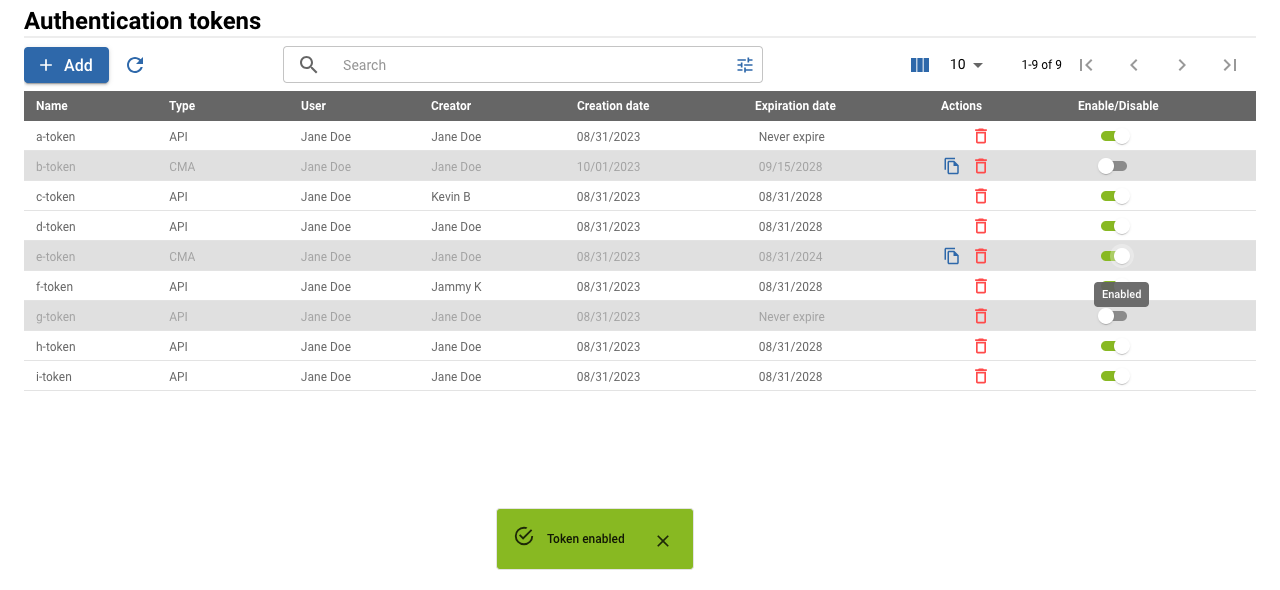 Authentication tokens
+ Add Search 10 1-9 of 9
Name Type User Creator Creation date Expiration date Actions Enable/Disable
a-token API Jane Doe Jane Doe 08/31/2023 Never expire
b-token CMA Jane Doe Jane Doe 10/01/2023 09/15/2028
c-token API Jane Doe Kevin B 08/31/2023 08/31/2028
d-token API Jane Doe Jane Doe 08/31/2023 08/31/2028
e-token CMA Jane Doe Jane Doe 08/31/2023 08/31/2024
f-token API Jane Doe Jammy K 08/31/2023 08/31/2028
Enabled
g-token API Jane Doe Jane Doe 08/31/2023 Never expire
h-token API Jane Doe Jane Doe 08/31/2023 08/31/2028
i-token API Jane Doe Jane Doe 08/31/2023 08/31/2028
Token enabled